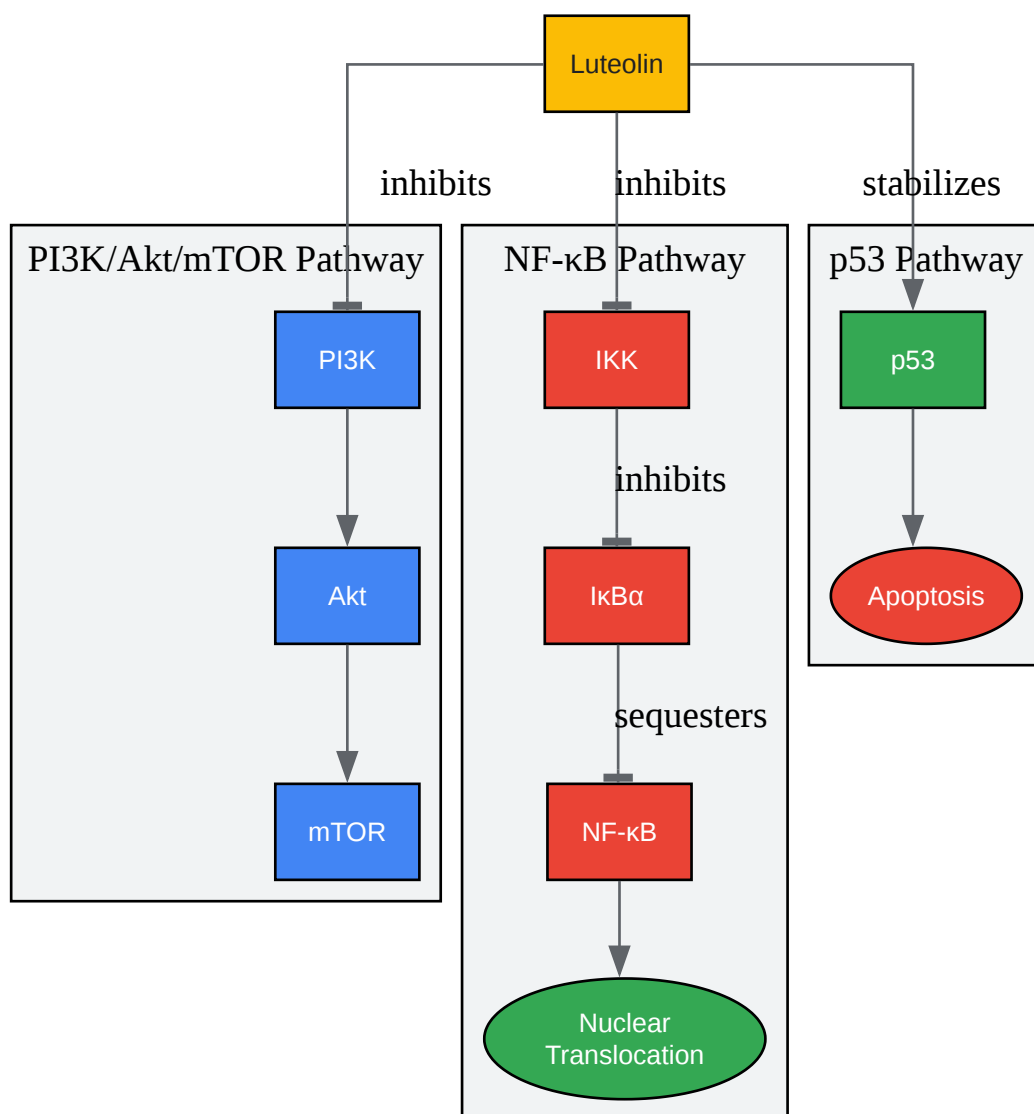 Luteolin
inhibits
inhibits
stabilizes
PI3K/Akt/mTOR Pathway
NF-κB Pathway
p53 Pathway
PI3K
IKK
p53
inhibits
Akt
IκBα
Apoptosis
sequesters
mTOR
NF-κB
Nuclear
Translocation